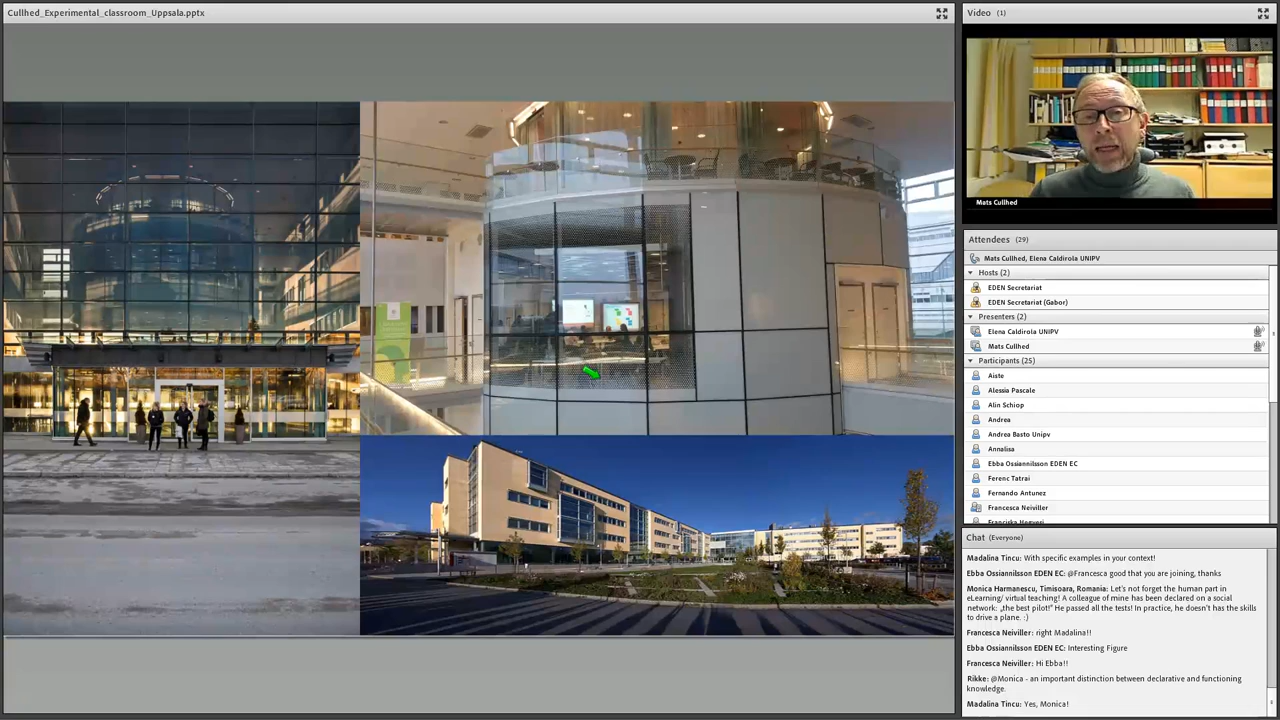 Cullhed_Experimental_classroom_Uppsala.pptx
Video (1)
Mats Cullhed
Attendees (29)
Mats Cullhed, Elena Caldirola UNIPV
Hosts (2)
EDEN Secretariat
EDEN Secretariat (Gabor)
Presenters (2)
Elena Caldirola UNIPV
Mats Cullhed
Participants (25)
Aiste
Alessia Pascale
Alin Schiop
Andrea
Andrea Basto Unipv
Annalisa
Ebba Ossiannilsson EDEN EC
Ferenc Tatrai
Fernando Antunez
Francesca Neiviller
Chat (Everyone)
Madalina Tincu: With specific examples in your context!
Ebba Ossiannilsson EDEN EC: @Francesca good that you are joining, thanks
Monica Harmanescu, Timisoara, Romania: Let's not forget the human part in
eLearning/ virtual teaching! A colleague of mine has been declared on a social
network: „the best pilot!" He passed all the tests! In practice, he doesn't has the skills
to drive a plane. :)
Francesca Neiviller: right Madalina!!
Ebba Ossiannilsson EDEN EC: Interesting Figure
Francesca Neiviller: Hi Ebba!!
Rikke: @Monica - an important distinction between declarative and functioning
knowledge.
Madalina Tincu: Yes, Monica!